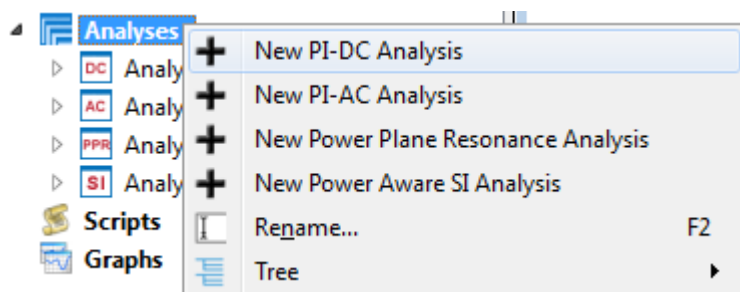 Analyses
New PI-DC Analysis
DC Analy
New PI-AC Analysis
AC Analy
New Power Plane Resonance Analysis
PPR Analy
New Power Aware SI Analysis
SI Analy
Scripts
Rename... F2
Graphs
Tree